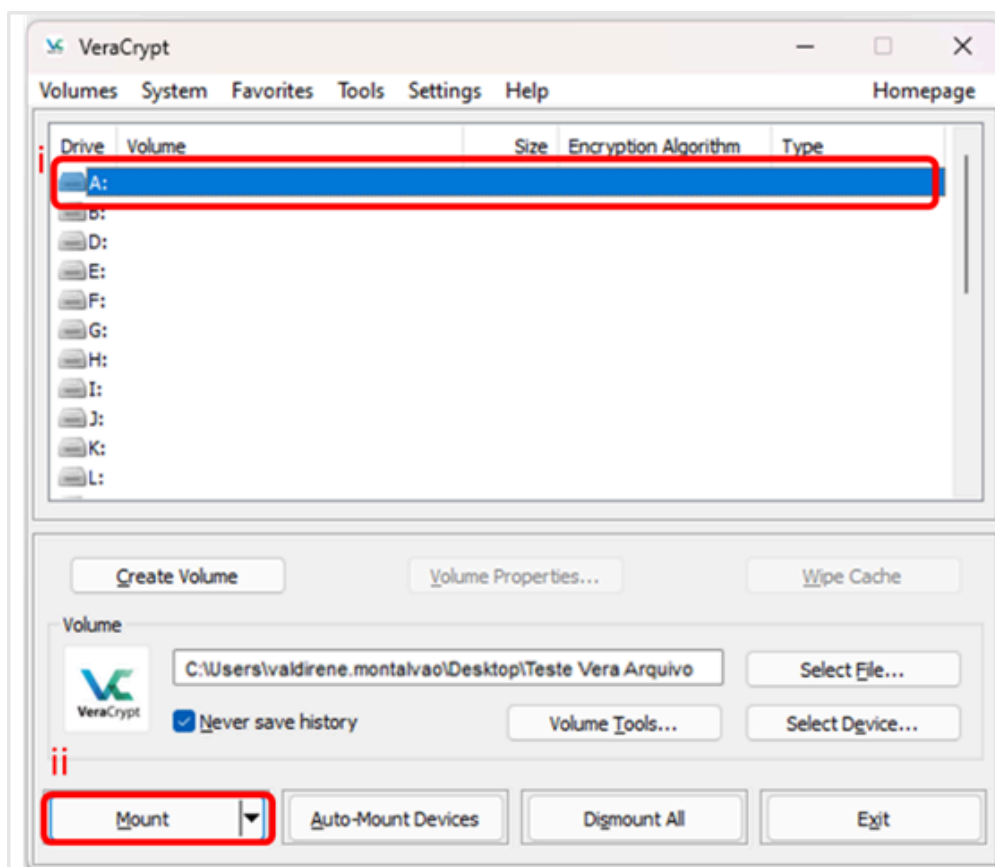 VeraCrypt
Volumes System Favorites Tools Settings Help Homepage
i
Drive Volume Size Encryption Algorithm Type
A:
B:
D:
E:
F:
G:
H:
I:
J:
K:
L:
Create Volume Volume Properties... Wipe Cache
Volume
C:\Users\valdirene.montalvao\Desktop\Teste Vera Arquivo Select File...
VeraCrypt
Never save history Volume Tools... Select Device...
ii
Mount Auto-Mount Devices Dismount All Exit